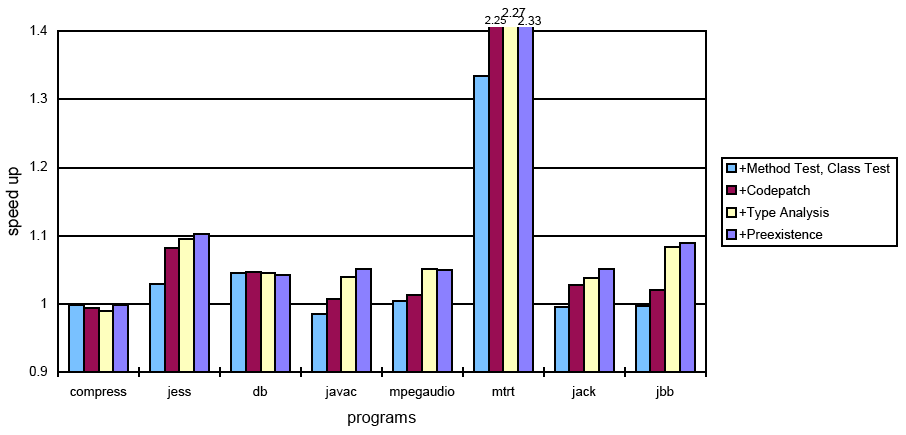 2.27
2.25
2.33
1.4
1.3
1.2
1.1
1
0.9
speed up
compress jess db javac mpegaudio mtrt jack jbb
programs
+Method Test, Class Test
+Codepatch
+Type Analysis
+Preexistence